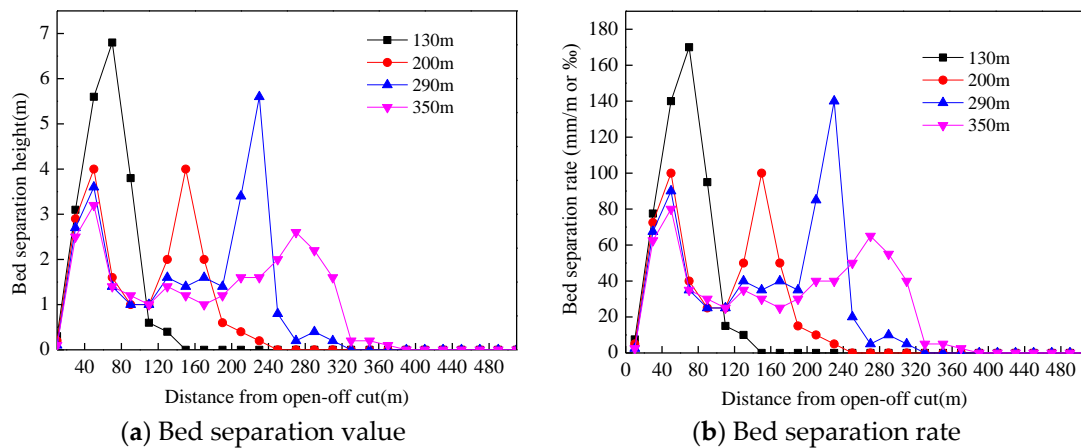 Bed separation height(m)
7
6
5
4
3
2
1
0
130m
200m
290m
350m
40 80 120 160 200 240 280 320 360 400 440 480
Distance from open-off cut(m)
(a) Bed separation value
Bed separation rate (mm/m or ‰)
180
160
140
120
100
80
60
40
20
0
130m
200m
290m
350m
40 80 120 160 200 240 280 320 360 400 440 480
Distance from open-off cut(m)
(b) Bed separation rate